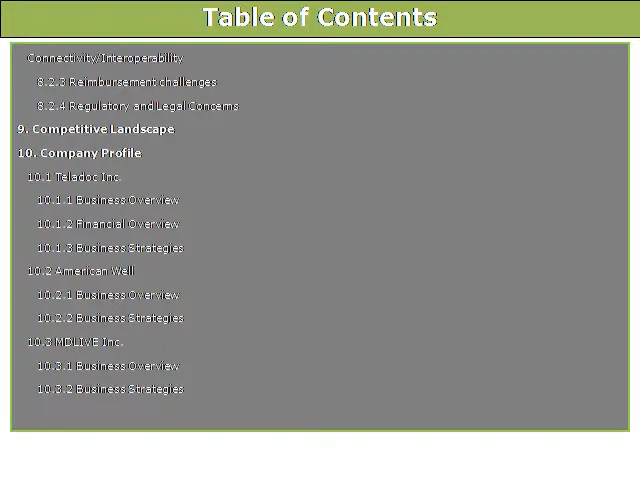 Table of Contents
Connectivity/Interoperability
8.2.3 Reimbursement challenges
8.2.4 Regulatory and Legal Concerns
9. Competitive Landscape
10. Company Profile
10.1 Teladoc Inc.
10.1.1 Business Overview
10.1.2 Financial Overview
10.1.3 Business Strategies
10.2 American Well
10.2.1 Business Overview
10.2.2 Business Strategies
10.3 MDLIVE Inc.
10.3.1 Business Overview
10.3.2 Business Strategies